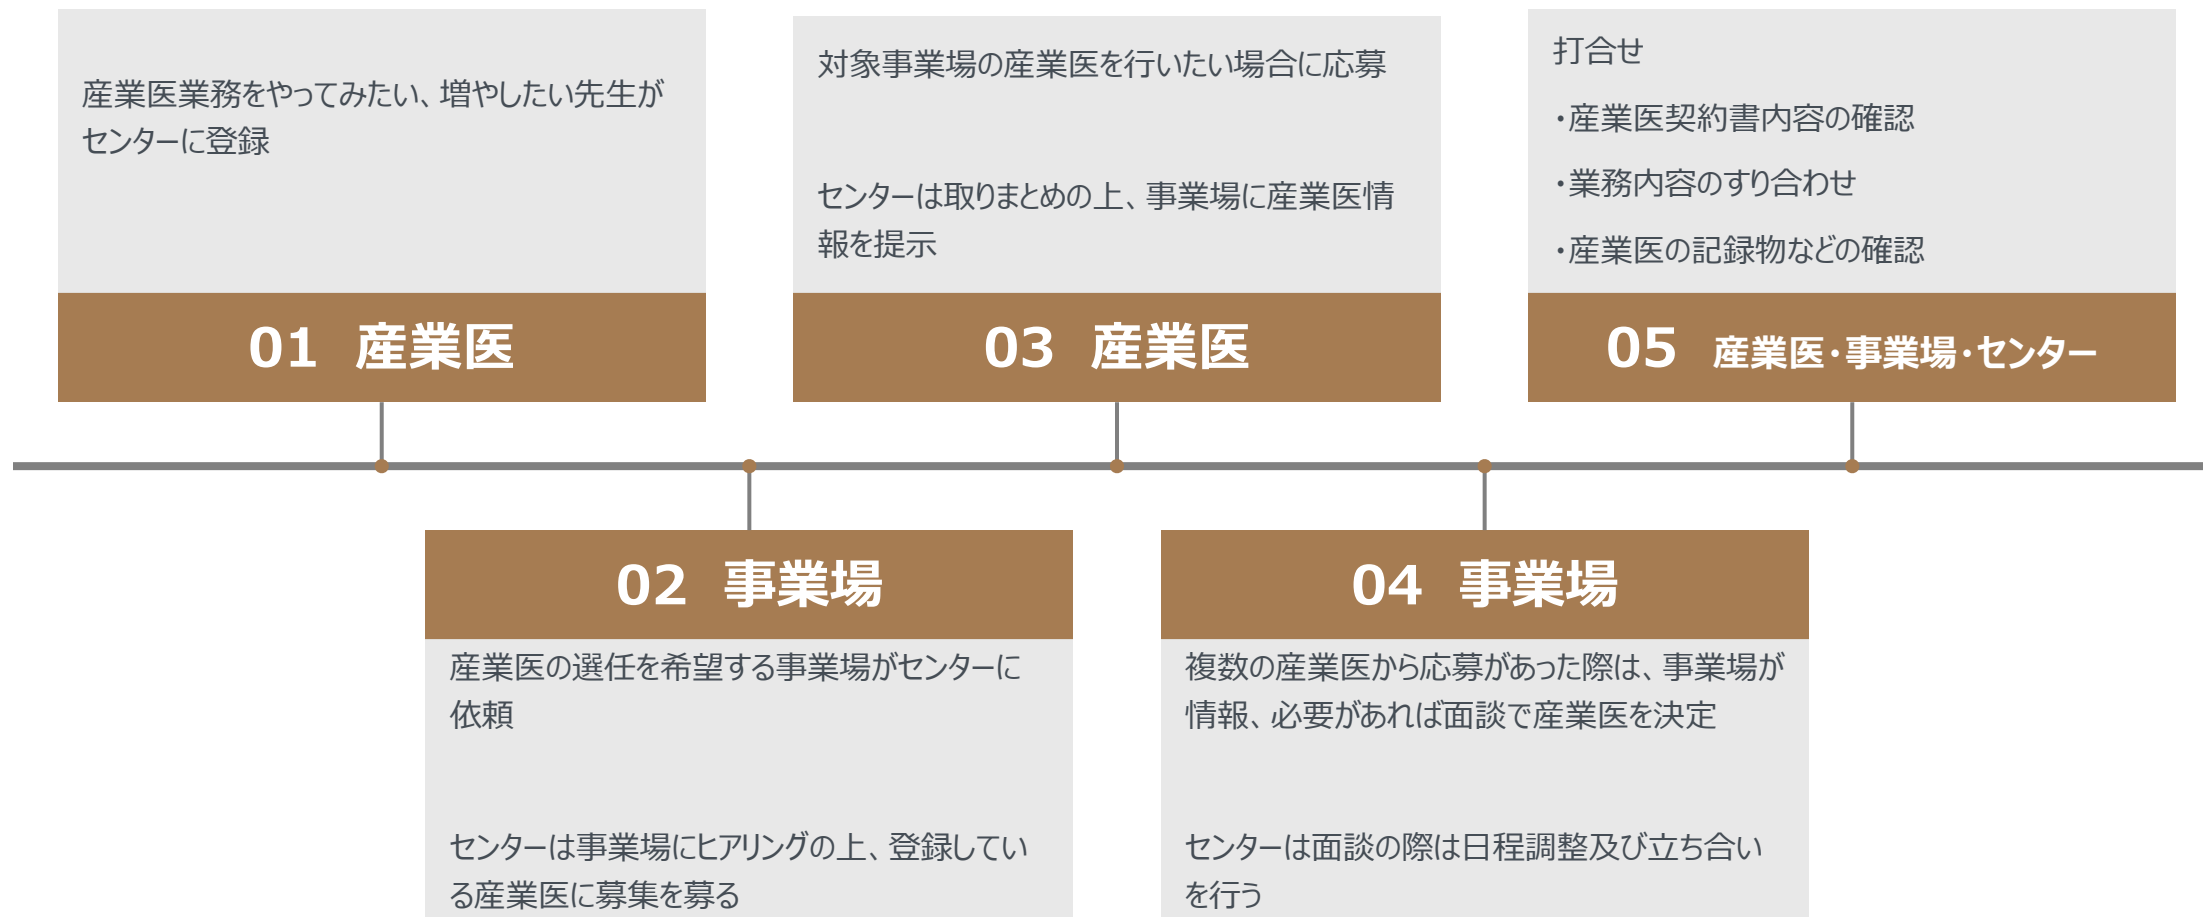 産業医業務をやってみたい、増やしたい先生が
センターに登録
01 産業医
産業医の選任を希望する事業場がセンターに
依頼
センターは事業場にヒアリングの上、登録してい
る産業医に募集を募る
02 事業場
対象事業場の産業医を行いたい場合に応募
センターは取りまとめの上、事業場に産業医情
報を提示
03 産業医
04 事業場
複数の産業医から応募があった際は、事業場が
情報、必要があれば面談で産業医を決定
センターは面談の際は日程調整及び立ち合い
を行う
打合せ
・産業医契約書内容の確認
・業務内容のすり合わせ
・産業医の記録物などの確認
05 産業医・事業場・センター